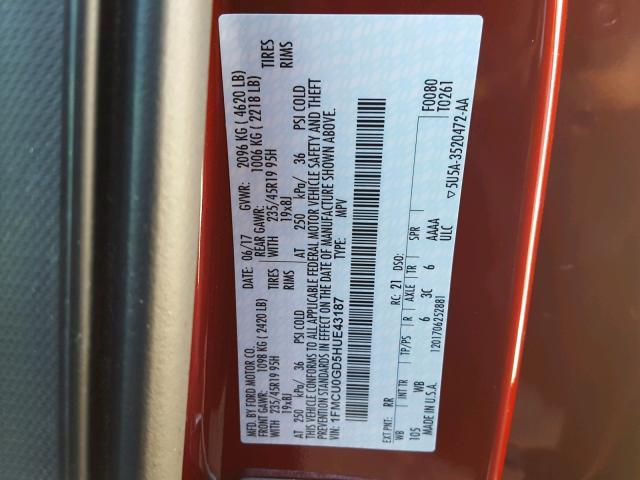 MFD. BY FORD MOTOR CO. DATE: 06/17 GVWR: 2096 KG ( 4620 LB)
FRONT GAWR: 1098 KG ( 2420 LB) REAR GAWR: 1006 KG ( 2218 LB)
WITH 235/45R19 95H TIRES WITH 235/45R19 95H TIRES
19x8J RIMS 19x8J RIMS
AT 250 kPa/ 36 PSI COLD AT 250 kPa/ 36 PSI COLD
THIS VEHICLE CONFORMS TO ALL APPLICABLE FEDERAL MOTOR VEHICLE SAFETY AND THEFT
PREVENTION STANDARDS IN EFFECT ON THE DATE OF MANUFACTURE SHOWN ABOVE.
VIN: 1FMCU0GD5HUE43187 TYPE: MPV
F0080
T0261
EXT PNT: RR RC: 21 DSO:
WB INT TR TP/PS R AXLE TR SPR
105 WB 6 3C 6 AAAA
ULC
MADE IN U.S.A. 1201706252881
▽5U5A-3520472-AA